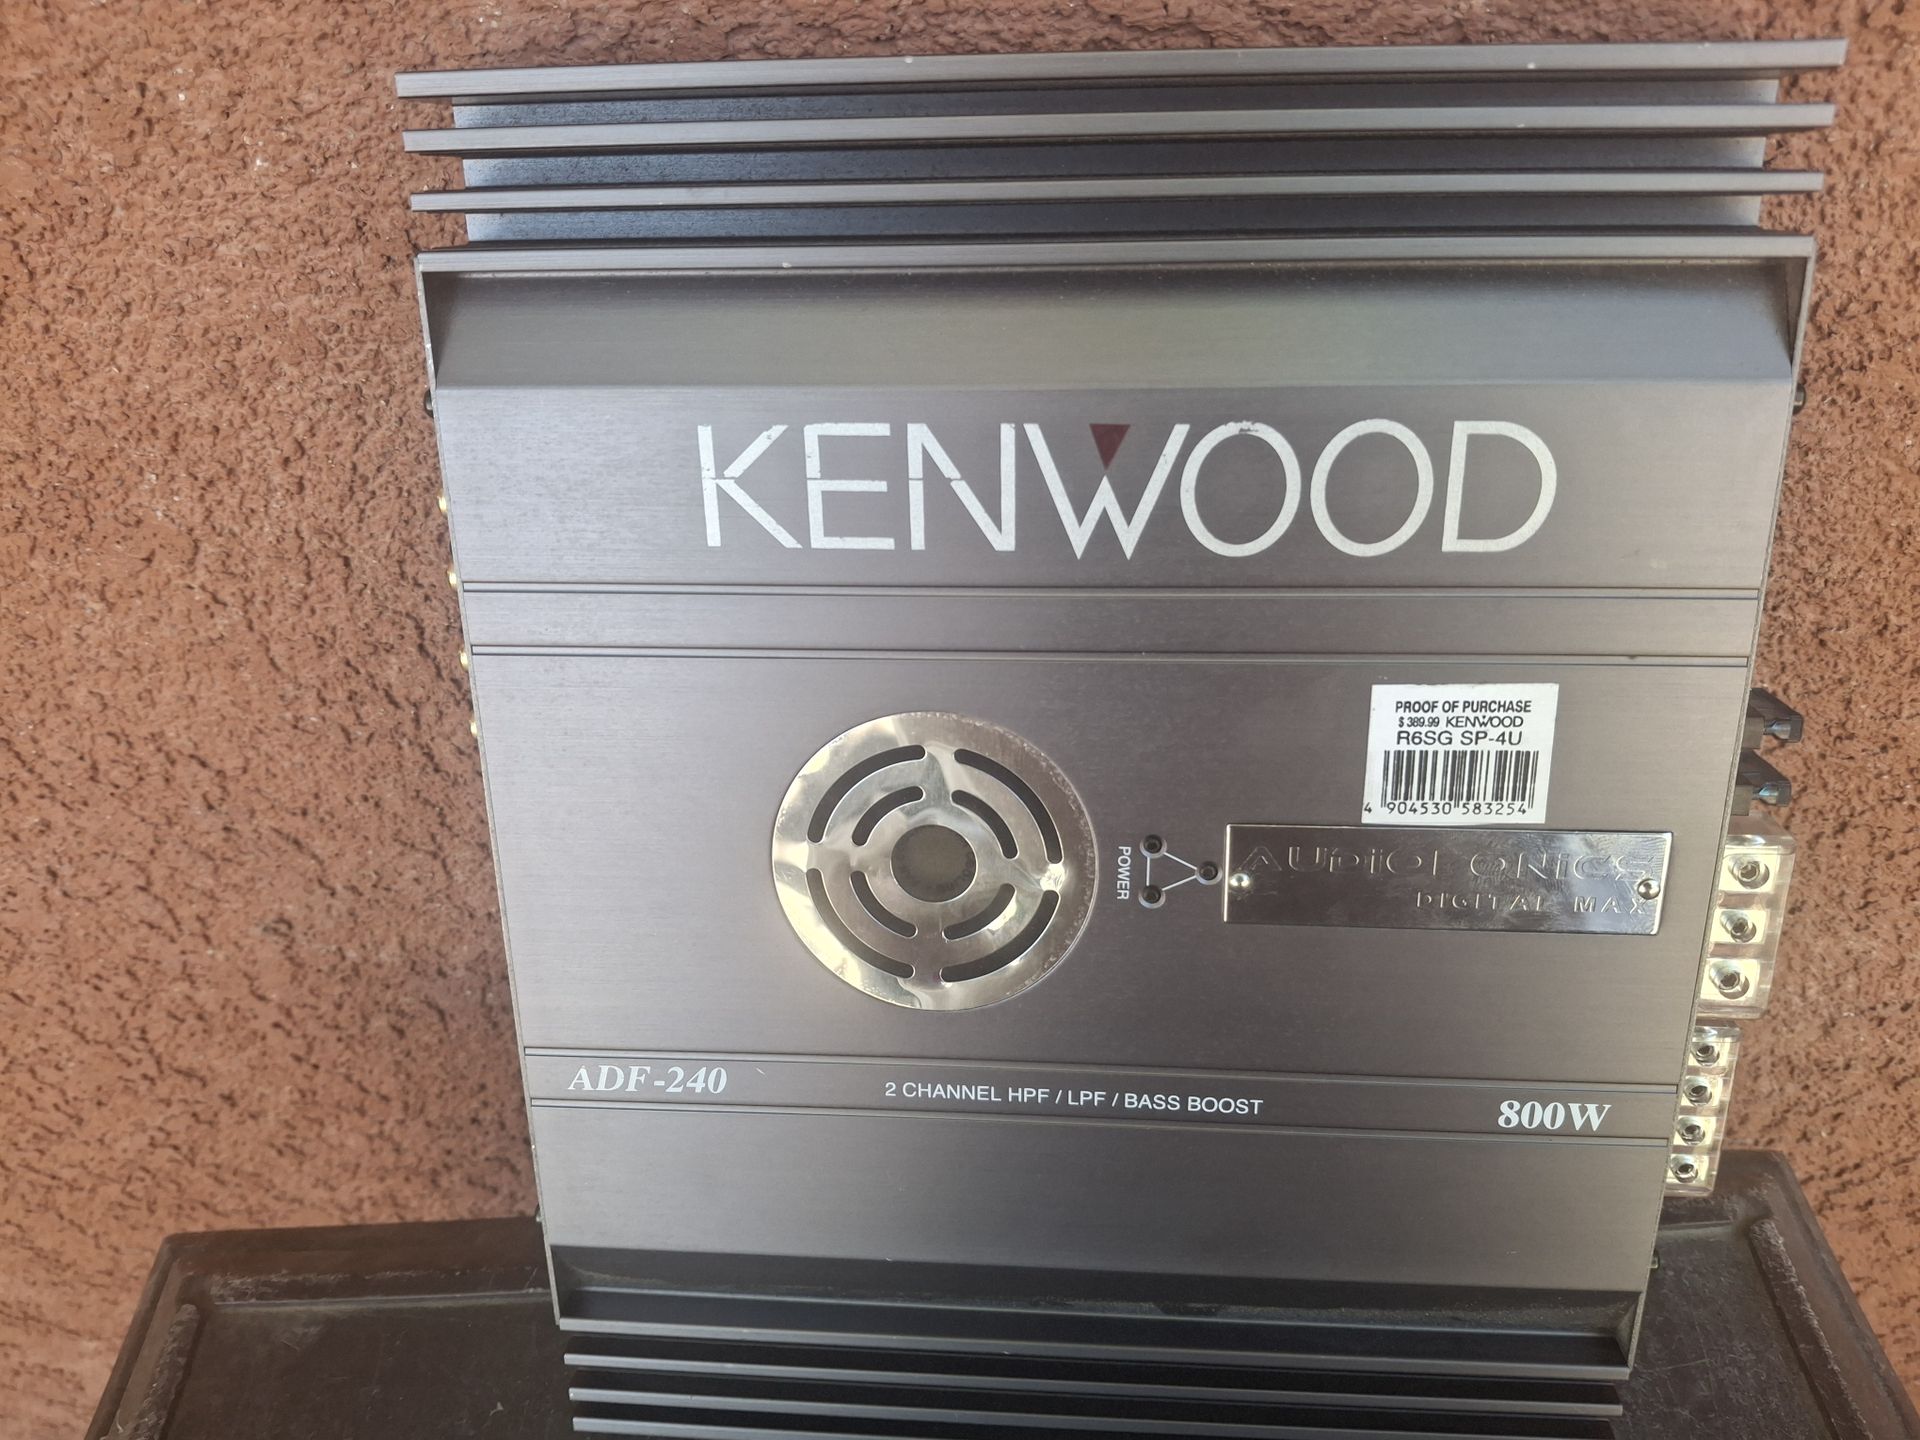 KENWOOD
PROOF OF PURCHASE
$ 389.99 KENWOOD
R6SG SP-4U
4 904530 583254
POWER
AUDIOTONICS
DIGITAL MAX
ADF-240
2 CHANNEL HPF / LPF / BASS BOOST
800W